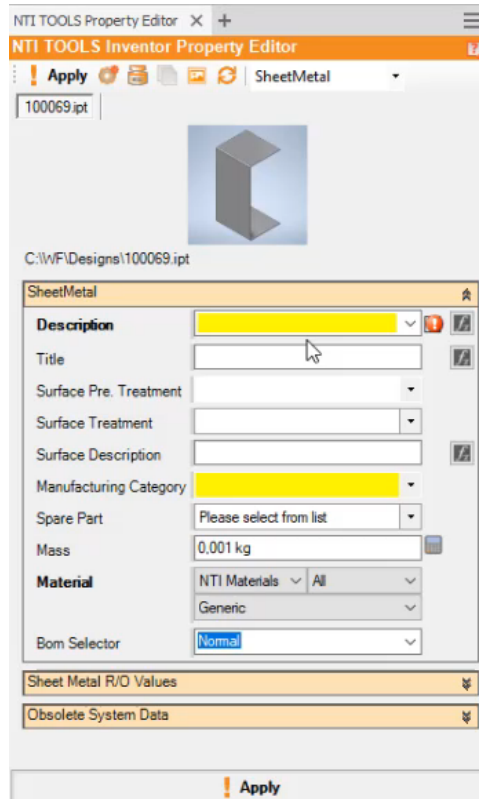 NTI TOOLS Property Editor
NTI TOOLS Inventor Property Editor
Apply SheetMetal
100069.ipt
C:\WF\Designs\100069.ipt
SheetMetal
Description
Title
Surface Pre. Treatment
Surface Treatment
Surface Description
Manufacturing Category
Spare Part Please select from list
Mass 0,001 kg
Material NTI Materials All
Generic
Bom Selector Normal
Sheet Metal R/O Values
Obsolete System Data
Apply